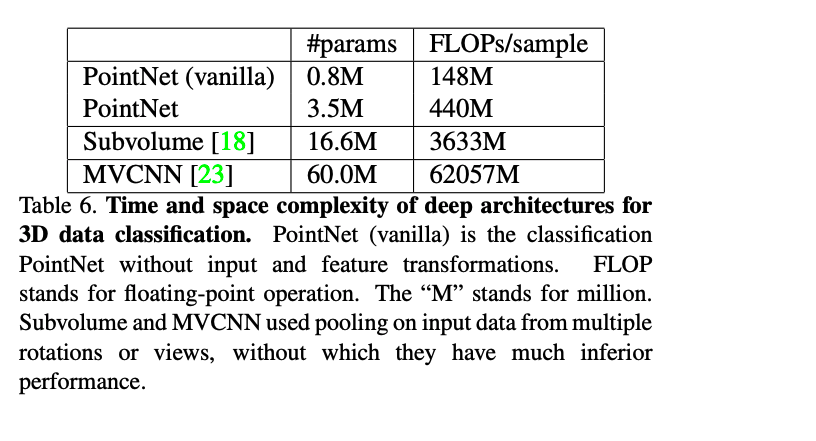 #params FLOPs/sample
PointNet (vanilla) 0.8M 148M
PointNet 3.5M 440M
Subvolume [18] 16.6M 3633M
MVCNN [23] 60.0M 62057M
Table 6. Time and space complexity of deep architectures for
3D data classification. PointNet (vanilla) is the classification
PointNet without input and feature transformations. FLOP
stands for floating-point operation. The “M” stands for million.
Subvolume and MVCNN used pooling on input data from multiple
rotations or views, without which they have much inferior
performance.